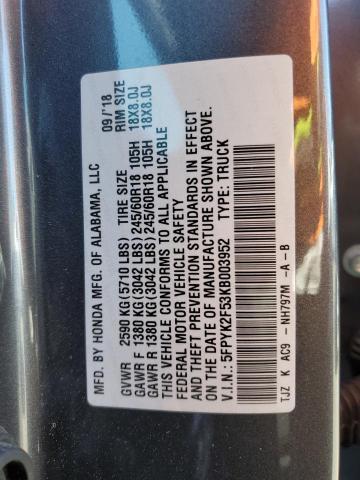 MFD. BY HONDA MFG. OF ALABAMA, LLC 09/'18
GVWR 2590 KG(5710 LBS) TIRE SIZE RIM SIZE
GAWR F 1380 KG(3042 LBS) 245/60R18 105H 18X8.0J
GAWR R 1380 KG(3042 LBS) 245/60R18 105H 18X8.0J
THIS VEHICLE CONFORMS TO ALL APPLICABLE
FEDERAL MOTOR VEHICLE SAFETY
AND THEFT PREVENTION STANDARDS IN EFFECT
ON THE DATE OF MANUFACTURE SHOWN ABOVE.
V.I.N.: 5FPYK2F53KB003952 TYPE: TRUCK
TJZ K AC9 -NH797M -A -B